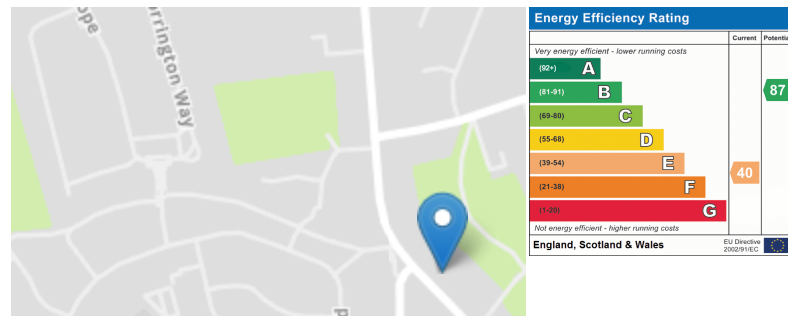 orrington Way
Energy Efficiency Rating
Current
Very energy efficient - lower running costs
(92+) A
(81-91) B
87
(69-80) C
(55-68) D
(39-54) E
40
(21-38) F
(1-20) G
Not energy efficient - higher running costs
England, Scotland & Wales
EU Directive
2002/91/EC